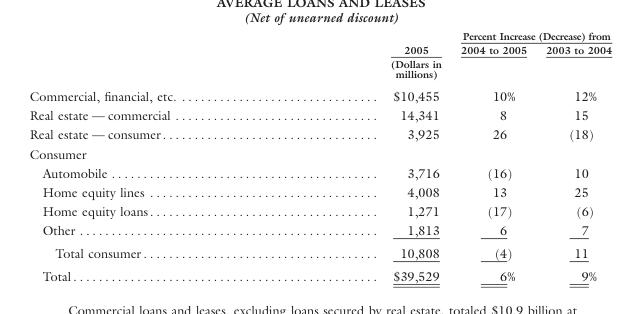 AVERAGE LOANS AND LEASES
(Net of unearned discount)
Percent Increase (Decrease) from
2005 2004 to 2005 2003 to 2004
(Dollars in
millions)
Commercial, financial, etc. $10,455 10% 12%
Real estate — commercial 14,341 8 15
Real estate — consumer 3,925 26 (18)
Consumer
Automobile 3,716 (16) 10
Home equity lines 4,008 13 25
Home equity loans 1,271 (17) (6)
Other 1,813 6 7
Total consumer 10,808 (4) 11
Total $39,529 6% 9%
Commercial loans and leases, excluding loans secured by real estate, totaled $10.9 billion at